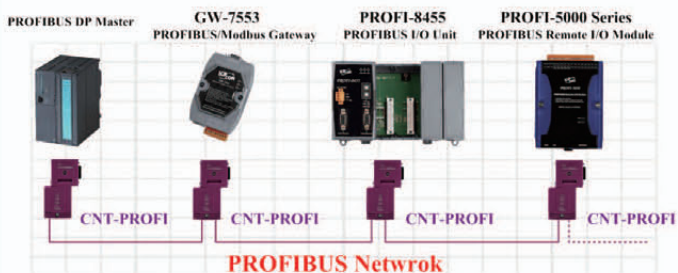 PROFIBUS DP Master
GW-7553
PROFIBUS/Modbus Gateway
PROFI-8455
PROFIBUS I/O Unit
PROFI-5000 Series
PROFIBUS Remote I/O Module
CNT-PROFI
CNT-PROFI
CNT-PROFI
CNT-PROFI
PROFIBUS Netwrok